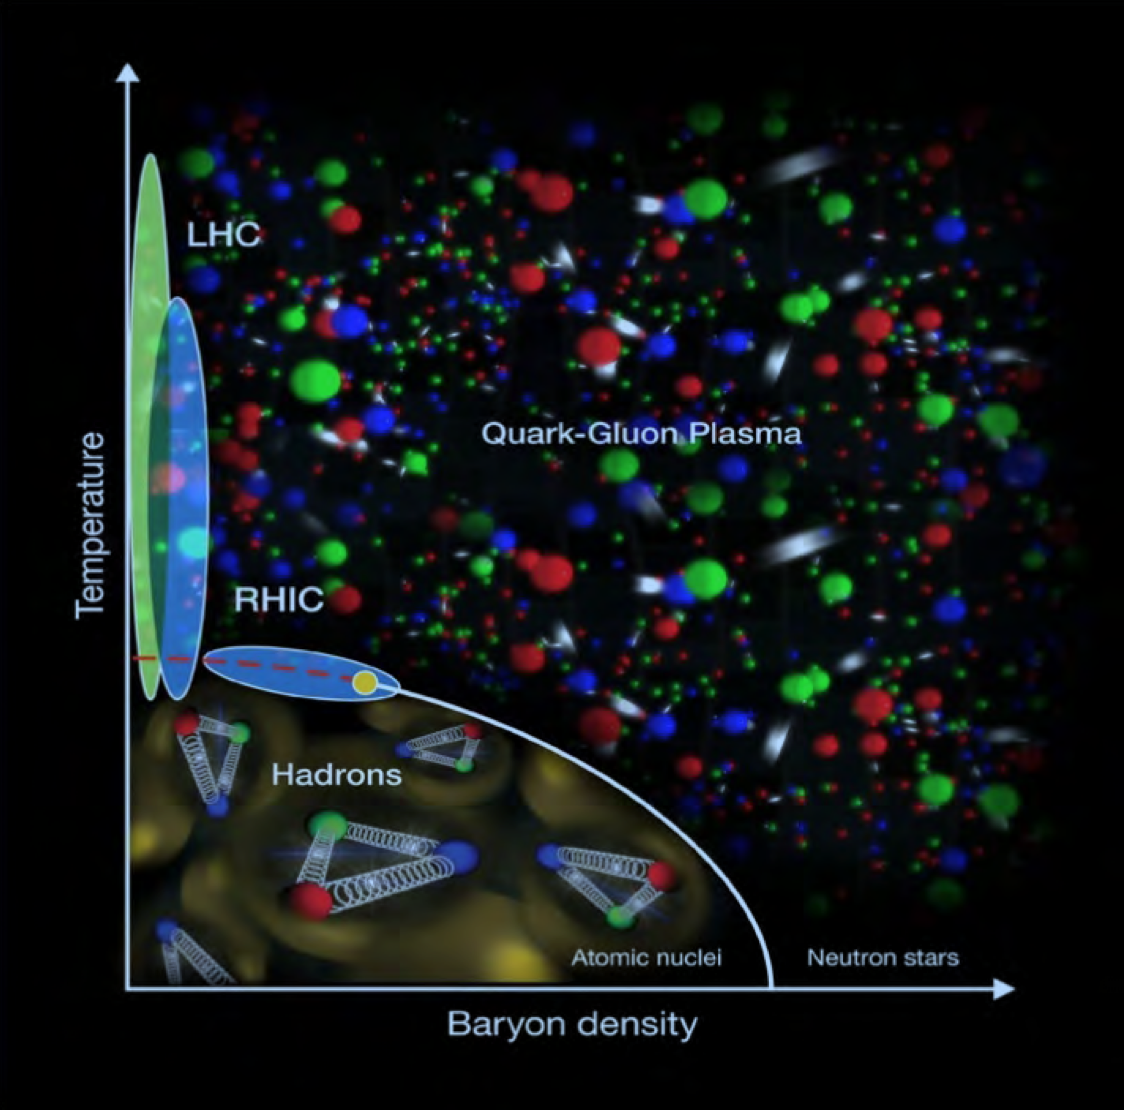 LHC
Quark-Gluon Plasma
Temperature
RHIC
Hadrons
Atomic nuclei
Neutron stars
Baryon density